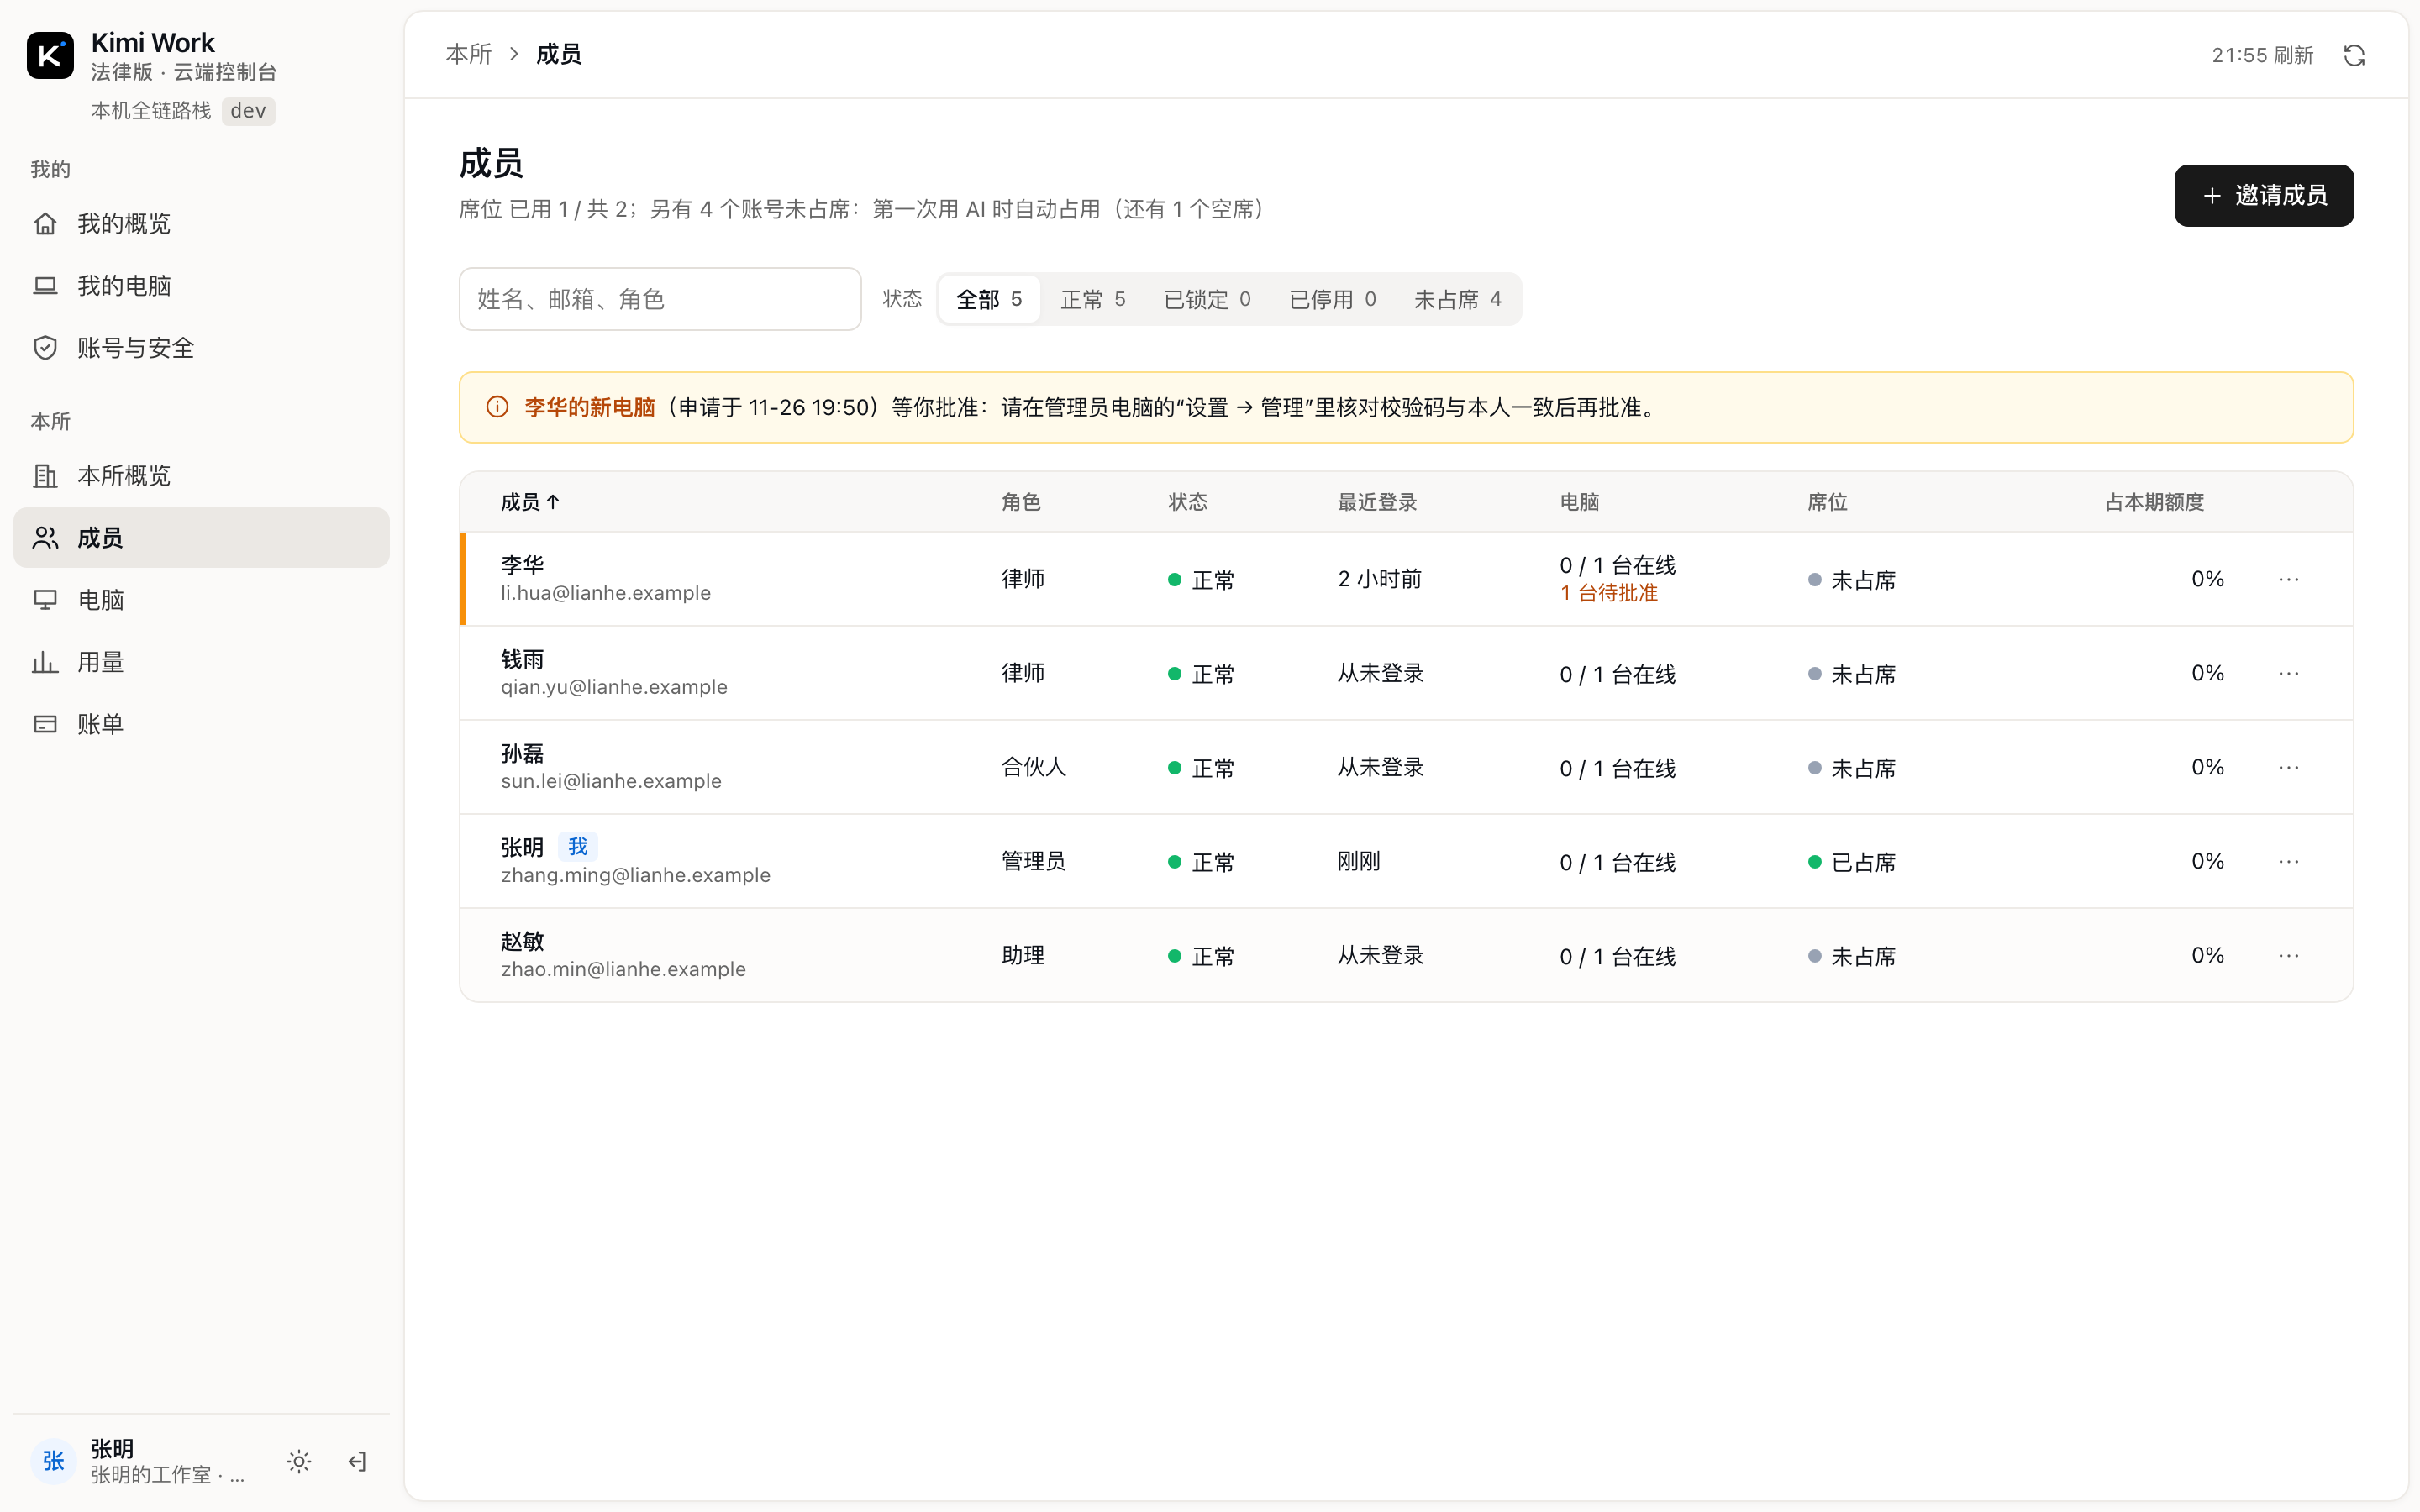 Kimi Work
法律版 · 云端控制台
本机全链路栈 dev
我的
我的概览
我的电脑
账号与安全
本所
本所概览
成员
电脑
用量
账单
张 张明
张明的工作室 · ...
本所 > 成员
21:55 刷新
成员
席位 已用 1 / 共 2；另有 4 个账号未占席：第一次用 AI 时自动占用（还有 1 个空席）
+ 邀请成员
姓名、邮箱、角色 状态 全部 5 正常 5 已锁定 0 已停用 0 未占席 4
李华的新电脑（申请于 11-26 19:50）等你批准：请在管理员电脑的“设置 → 管理”里核对校验码与本人一致后再批准。
成员 ↑ 角色 状态 最近登录 电脑 席位 占本期额度
李华 律师 正常 2 小时前 0 / 1 台在线 未占席 0% ...
li.hua@lianhe.example 1 台待批准
钱雨 律师 正常 从未登录 0 / 1 台在线 未占席 0% ...
qian.yu@lianhe.example
孙磊 合伙人 正常 从未登录 0 / 1 台在线 未占席 0% ...
sun.lei@lianhe.example
张明 我 管理员 正常 刚刚 0 / 1 台在线 已占席 0% ...
zhang.ming@lianhe.example
赵敏 助理 正常 从未登录 0 / 1 台在线 未占席 0% ...
zhao.min@lianhe.example